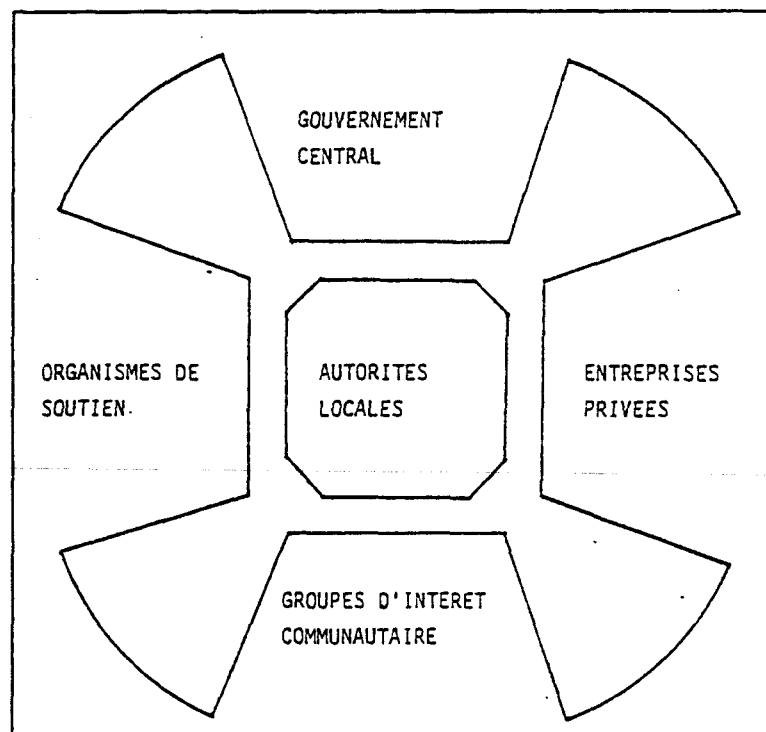 GOUVERNEMENT
CENTRAL
ORGANISMES DE
SOUTIEN.
AUTORITES
LOCALES
ENTREPRISES
PRIVEES
GROUPES D'INTERET
COMMUNAUTAIRE